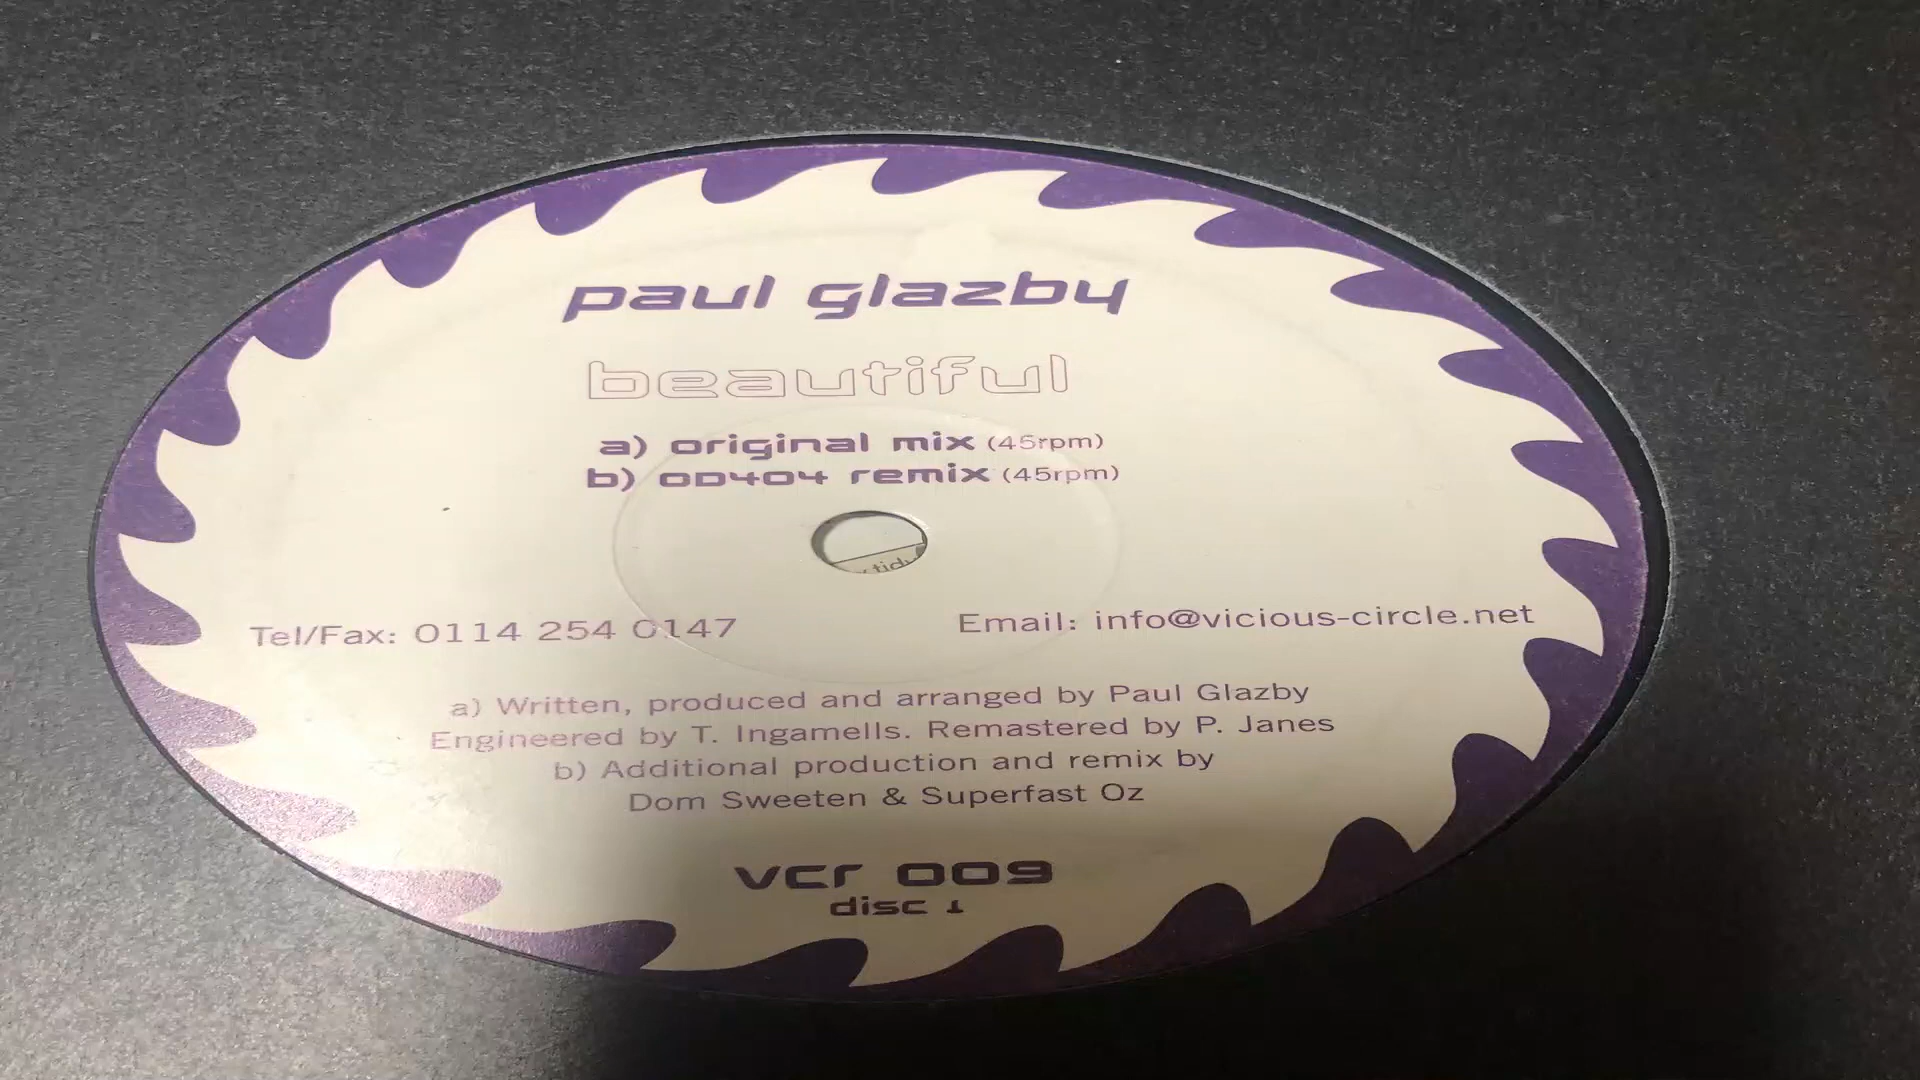 paul glazby
beautiful
a) original mix (45rpm)
b) OD404 remix (45rpm)
tidy
Tel/Fax: 0114 254 0147
Email: info@vicious-circle.net
a) Written, produced and arranged by Paul Glazby
Engineered by T. Ingamells. Remastered by P. Janes
b) Additional production and remix by
Dom Sweeten & Superfast Oz
vcr 009
disc 1